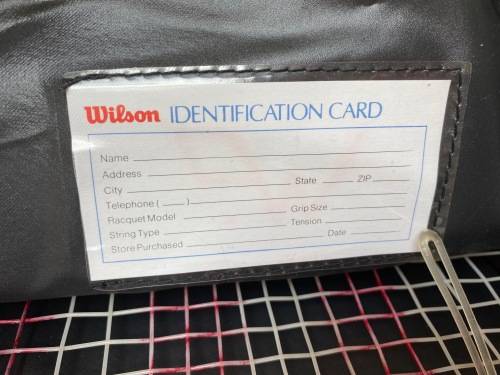 Wilson IDENTIFICATION CARD
Name
Address
City State ZIP
Telephone ( )
Racquet Model Grip Size
String Type Tension
Store Purchased Date